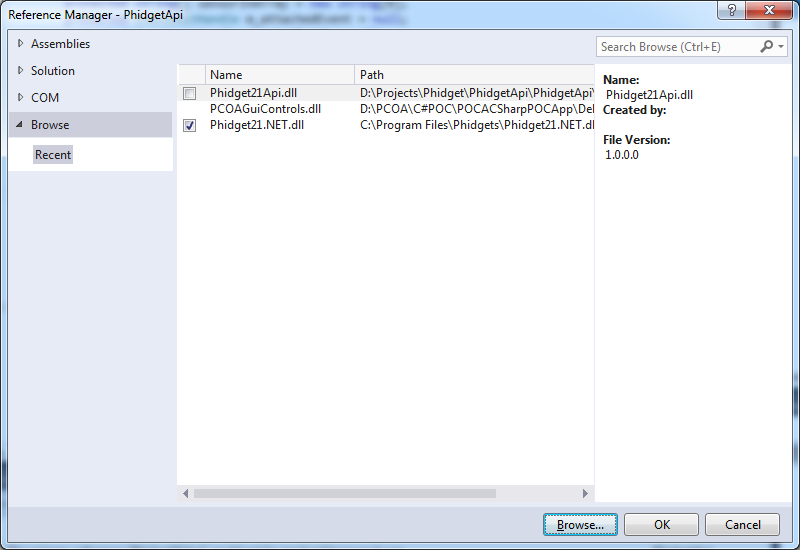 Reference Manager - PhidgetApi
Assemblies
Solution
COM
Browse
Recent
Name Path
Phidget21Api.dll D:\Projects\Phidget\PhidgetApi\PhidgetApi\
PCOAGuiControls.dll D:\PCOA\C#POC\POCACSharpPOCApp\Del
Phidget21.NET.dll C:\Program Files\Phidgets\Phidget21.NET.dl
Search Browse (Ctrl+E)
Name:
Phidget21Api.dll
Created by:
File Version:
1.0.0.0
Browse...
OK
Cancel